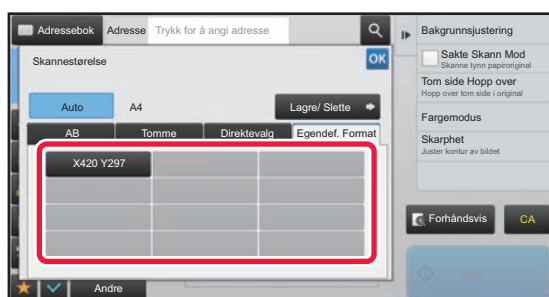 Adressebok
Adresse
Trykk for å angi adresse
Skannestørelse
OK
Auto
A4
Lagre/ Slette
AB
Tomme
Direktevalg
Egendef. Format
X420 Y297
Andre
Bakgrunnsjustering
Sakte Skann Mod
Skanne tynn papiroriginal
Tom side Hopp over
Hopp over tom side i original
Fargemodus
Skarphet
Juster kontur av bildet
Forhåndsvis
CA
Start